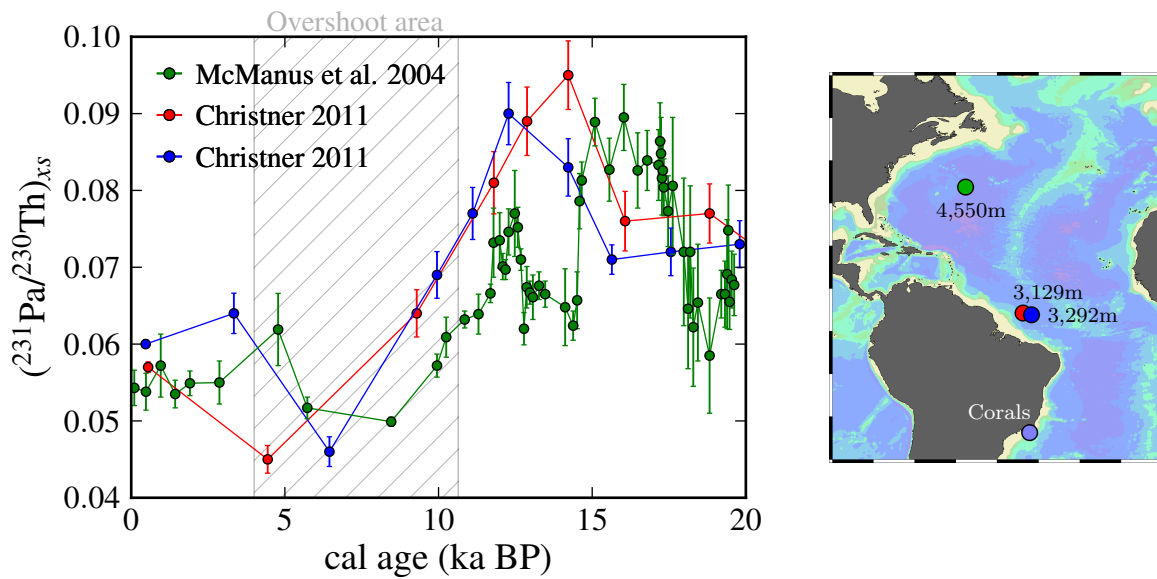 Overshoot area
0.10
0.09
0.08
0.07
0.06
0.05
0.04
(²³¹Pa/²³⁰Th)ₓₛ
McManus et al. 2004
Christner 2011
Christner 2011
0 5 10 15 20
cal age (ka BP)
4,550m
3,129m
3,292m
Corals